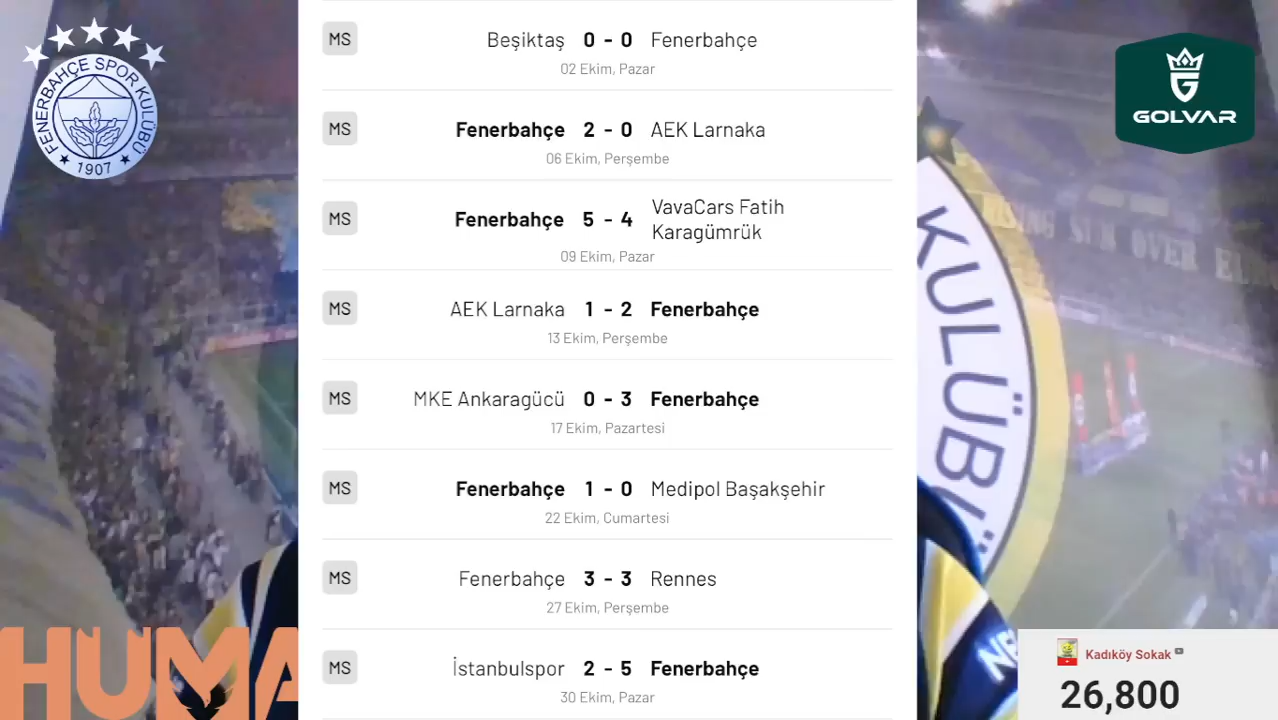 FENERBAHÇE SPOR KULÜBÜ
1907
MS
Beşiktaş 0 - 0 Fenerbahçe
02 Ekim, Pazar
MS
Fenerbahçe 2 - 0 AEK Larnaka
06 Ekim, Perşembe
MS
Fenerbahçe 5 - 4 VavaCars Fatih
Karagümrük
09 Ekim, Pazar
MS
AEK Larnaka 1 - 2 Fenerbahçe
13 Ekim, Perşembe
MS
MKE Ankaragücü 0 - 3 Fenerbahçe
17 Ekim, Pazartesi
MS
Fenerbahçe 1 - 0 Medipol Başakşehir
22 Ekim, Cumartesi
MS
Fenerbahçe 3 - 3 Rennes
27 Ekim, Perşembe
MS
İstanbulspor 2 - 5 Fenerbahçe
30 Ekim, Pazar
G
GOLVAR
SUN OVER
KULÜBÜ
HUMA
Kadıköy Sokak
26,800